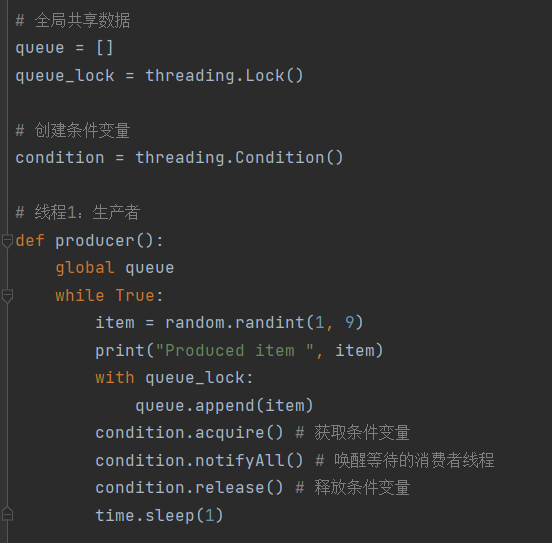 # 全局共享数据
queue = []
queue_lock = threading.Lock()
# 创建条件变量
condition = threading.Condition()
# 线程1：生产者
def producer():
    global queue
    while True:
        item = random.randint(1, 9)
        print("Produced item ", item)
        with queue_lock:
            queue.append(item)
        condition.acquire() # 获取条件变量
        condition.notifyAll() # 唤醒等待的消费者线程
        condition.release() # 释放条件变量
        time.sleep(1)